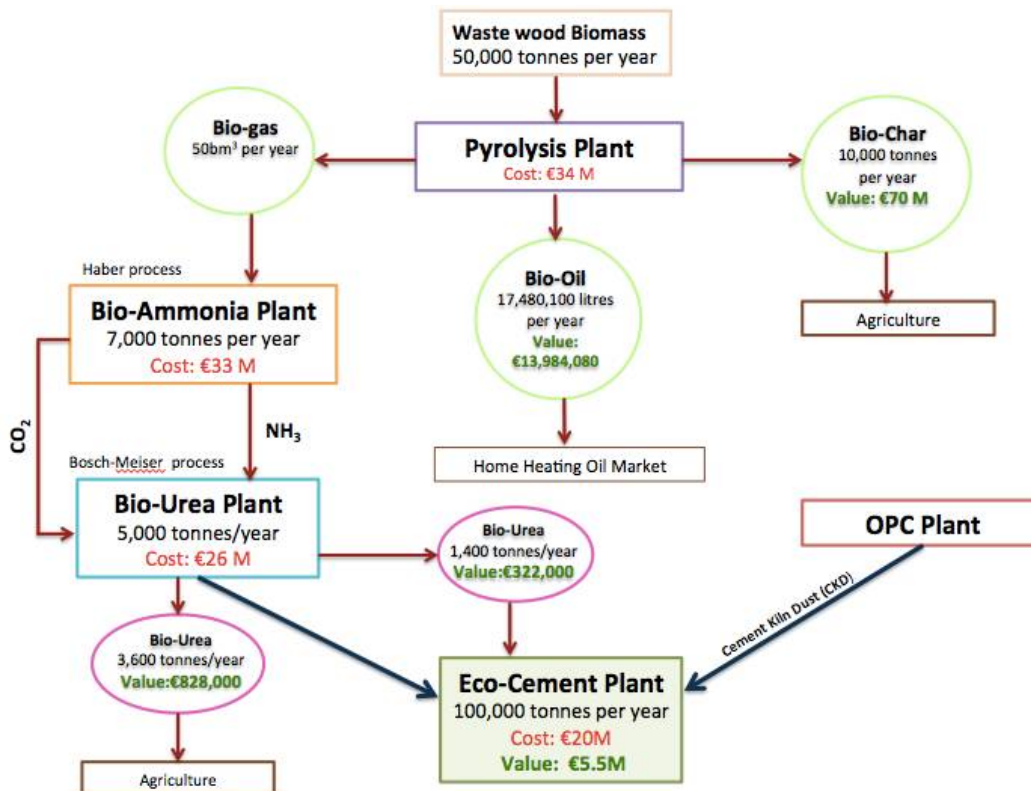 Waste wood Biomass
50,000 tonnes per year
Bio-gas
50bm³ per year
Pyrolysis Plant
Cost: €34 M
Bio-Char
10,000 tonnes
per year
Value: €70 M
Haber process
Bio-Ammonia Plant
7,000 tonnes per year
Cost: €33 M
Bio-Oil
17,480,100 litres
per year
Value:
€13,984,080
Agriculture
CO₂
NH₃
Home Heating Oil Market
Bosch-Meiser process
Bio-Urea Plant
5,000 tonnes/year
Cost: €26 M
Bio-Urea
1,400 tonnes/year
Value:€322,000
OPC Plant
Cement Kiln Dust (CKD)
Bio-Urea
3,600 tonnes/year
Value:€828,000
Eco-Cement Plant
100,000 tonnes per year
Cost: €20M
Value: €5.5M
Agriculture